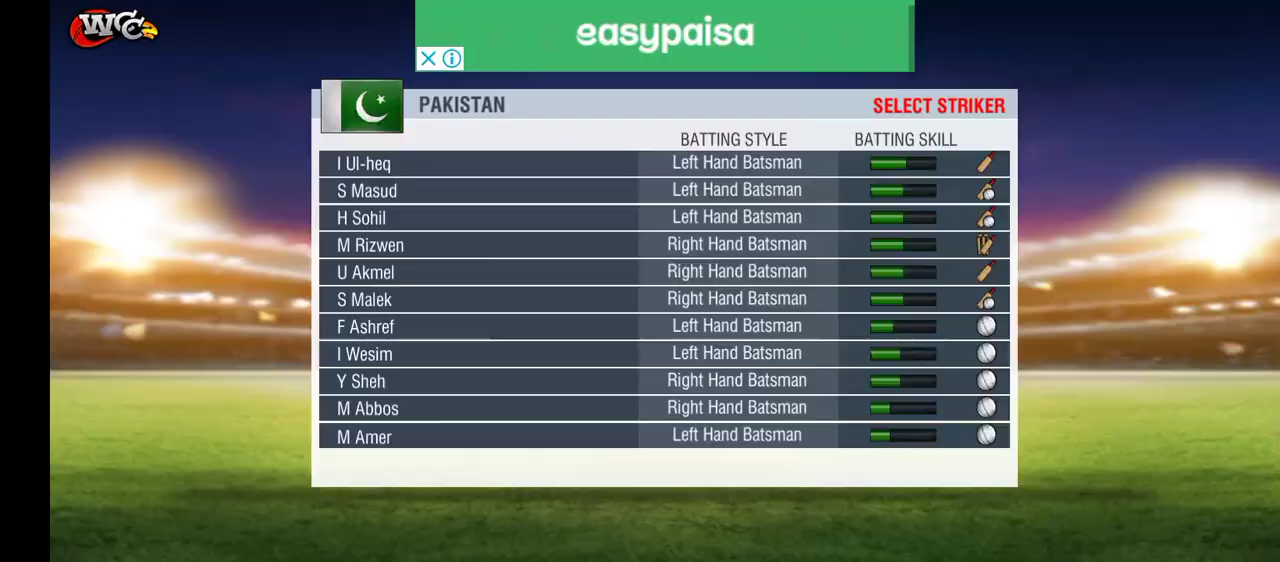 WCC
easypaisa
PAKISTAN SELECT STRIKER
BATTING STYLE BATTING SKILL
I Ul-heq Left Hand Batsman
S Masud Left Hand Batsman
H Sohil Left Hand Batsman
M Rizwen Right Hand Batsman
U Akmel Right Hand Batsman
S Malek Right Hand Batsman
F Ashref Left Hand Batsman
I Wesim Left Hand Batsman
Y Sheh Right Hand Batsman
M Abbos Right Hand Batsman
M Amer Left Hand Batsman